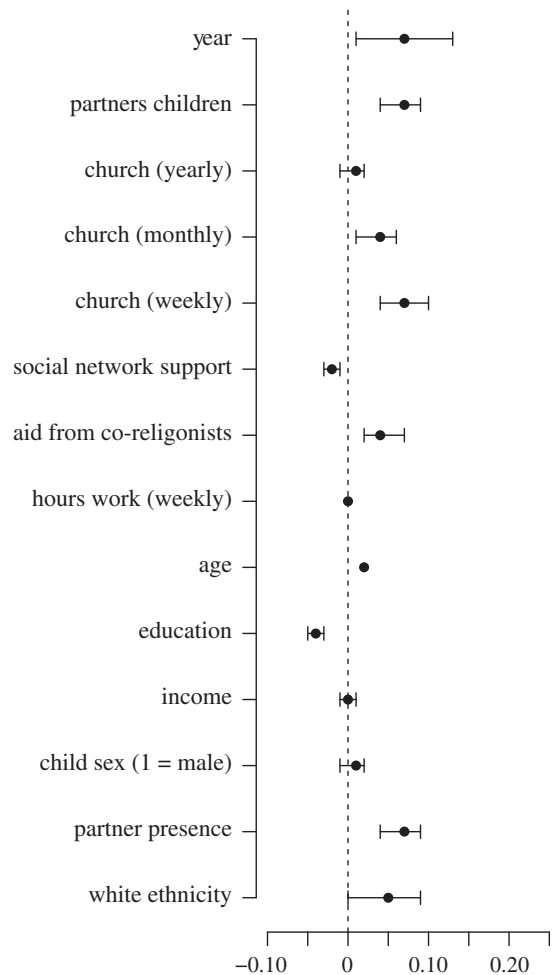 year
partners children
church (yearly)
church (monthly)
church (weekly)
social network support
aid from co-religonists
hours work (weekly)
age
education
income
child sex (1 = male)
partner presence
white ethnicity
−0.10 0 0.10 0.20